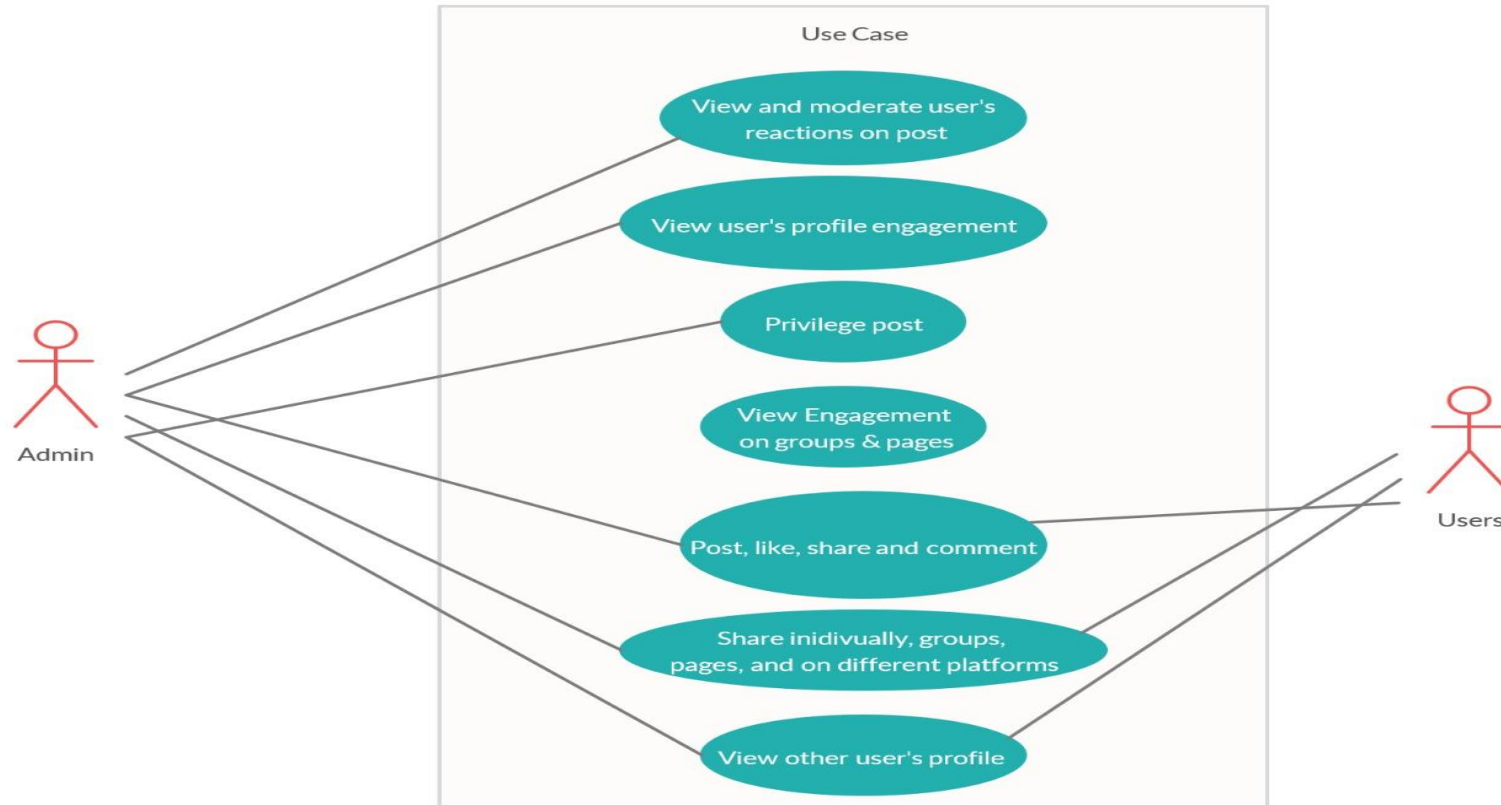 Use Case
View and moderate user's
reactions on post
View user's profile engagement
Privilege post
View Engagement
on groups & pages
Admin
Post, like, share and comment
Users
Share inidivually, groups,
pages, and on different platforms
View other user's profile